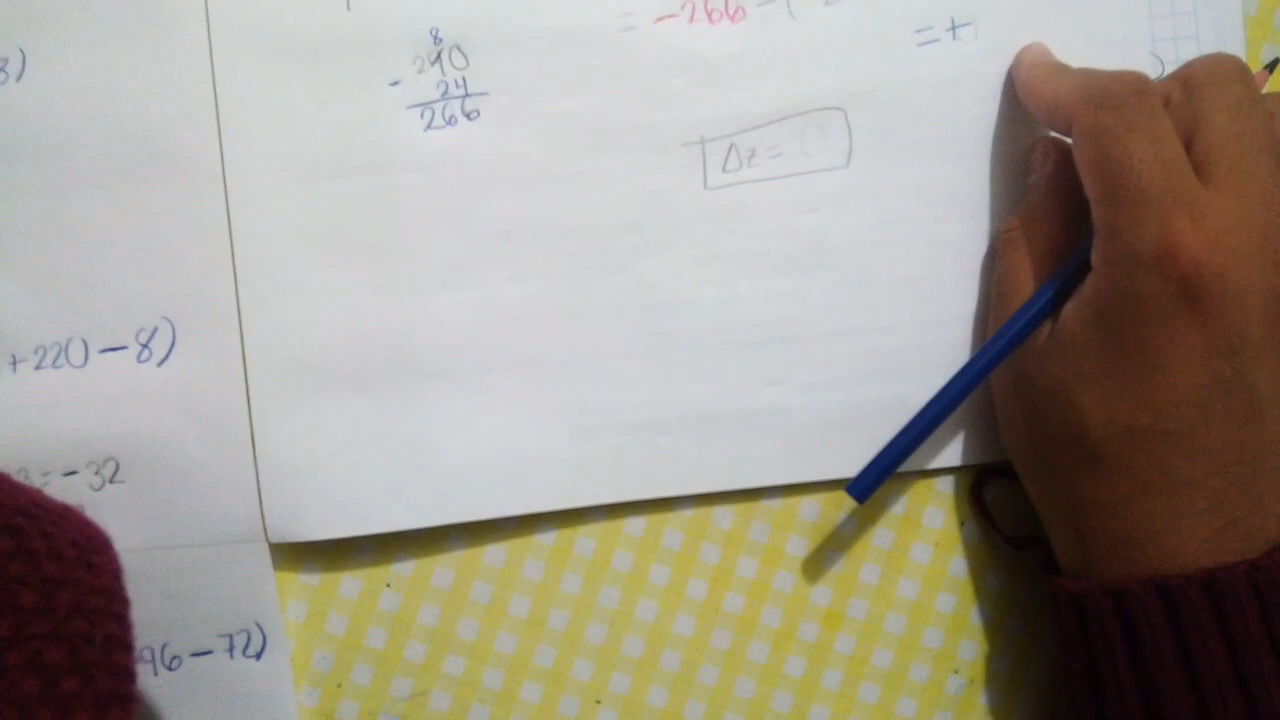 = -266 - (
= +
8
290
- 24
266
Δz =
8)
+220 - 8)
= -32
96 - 72)